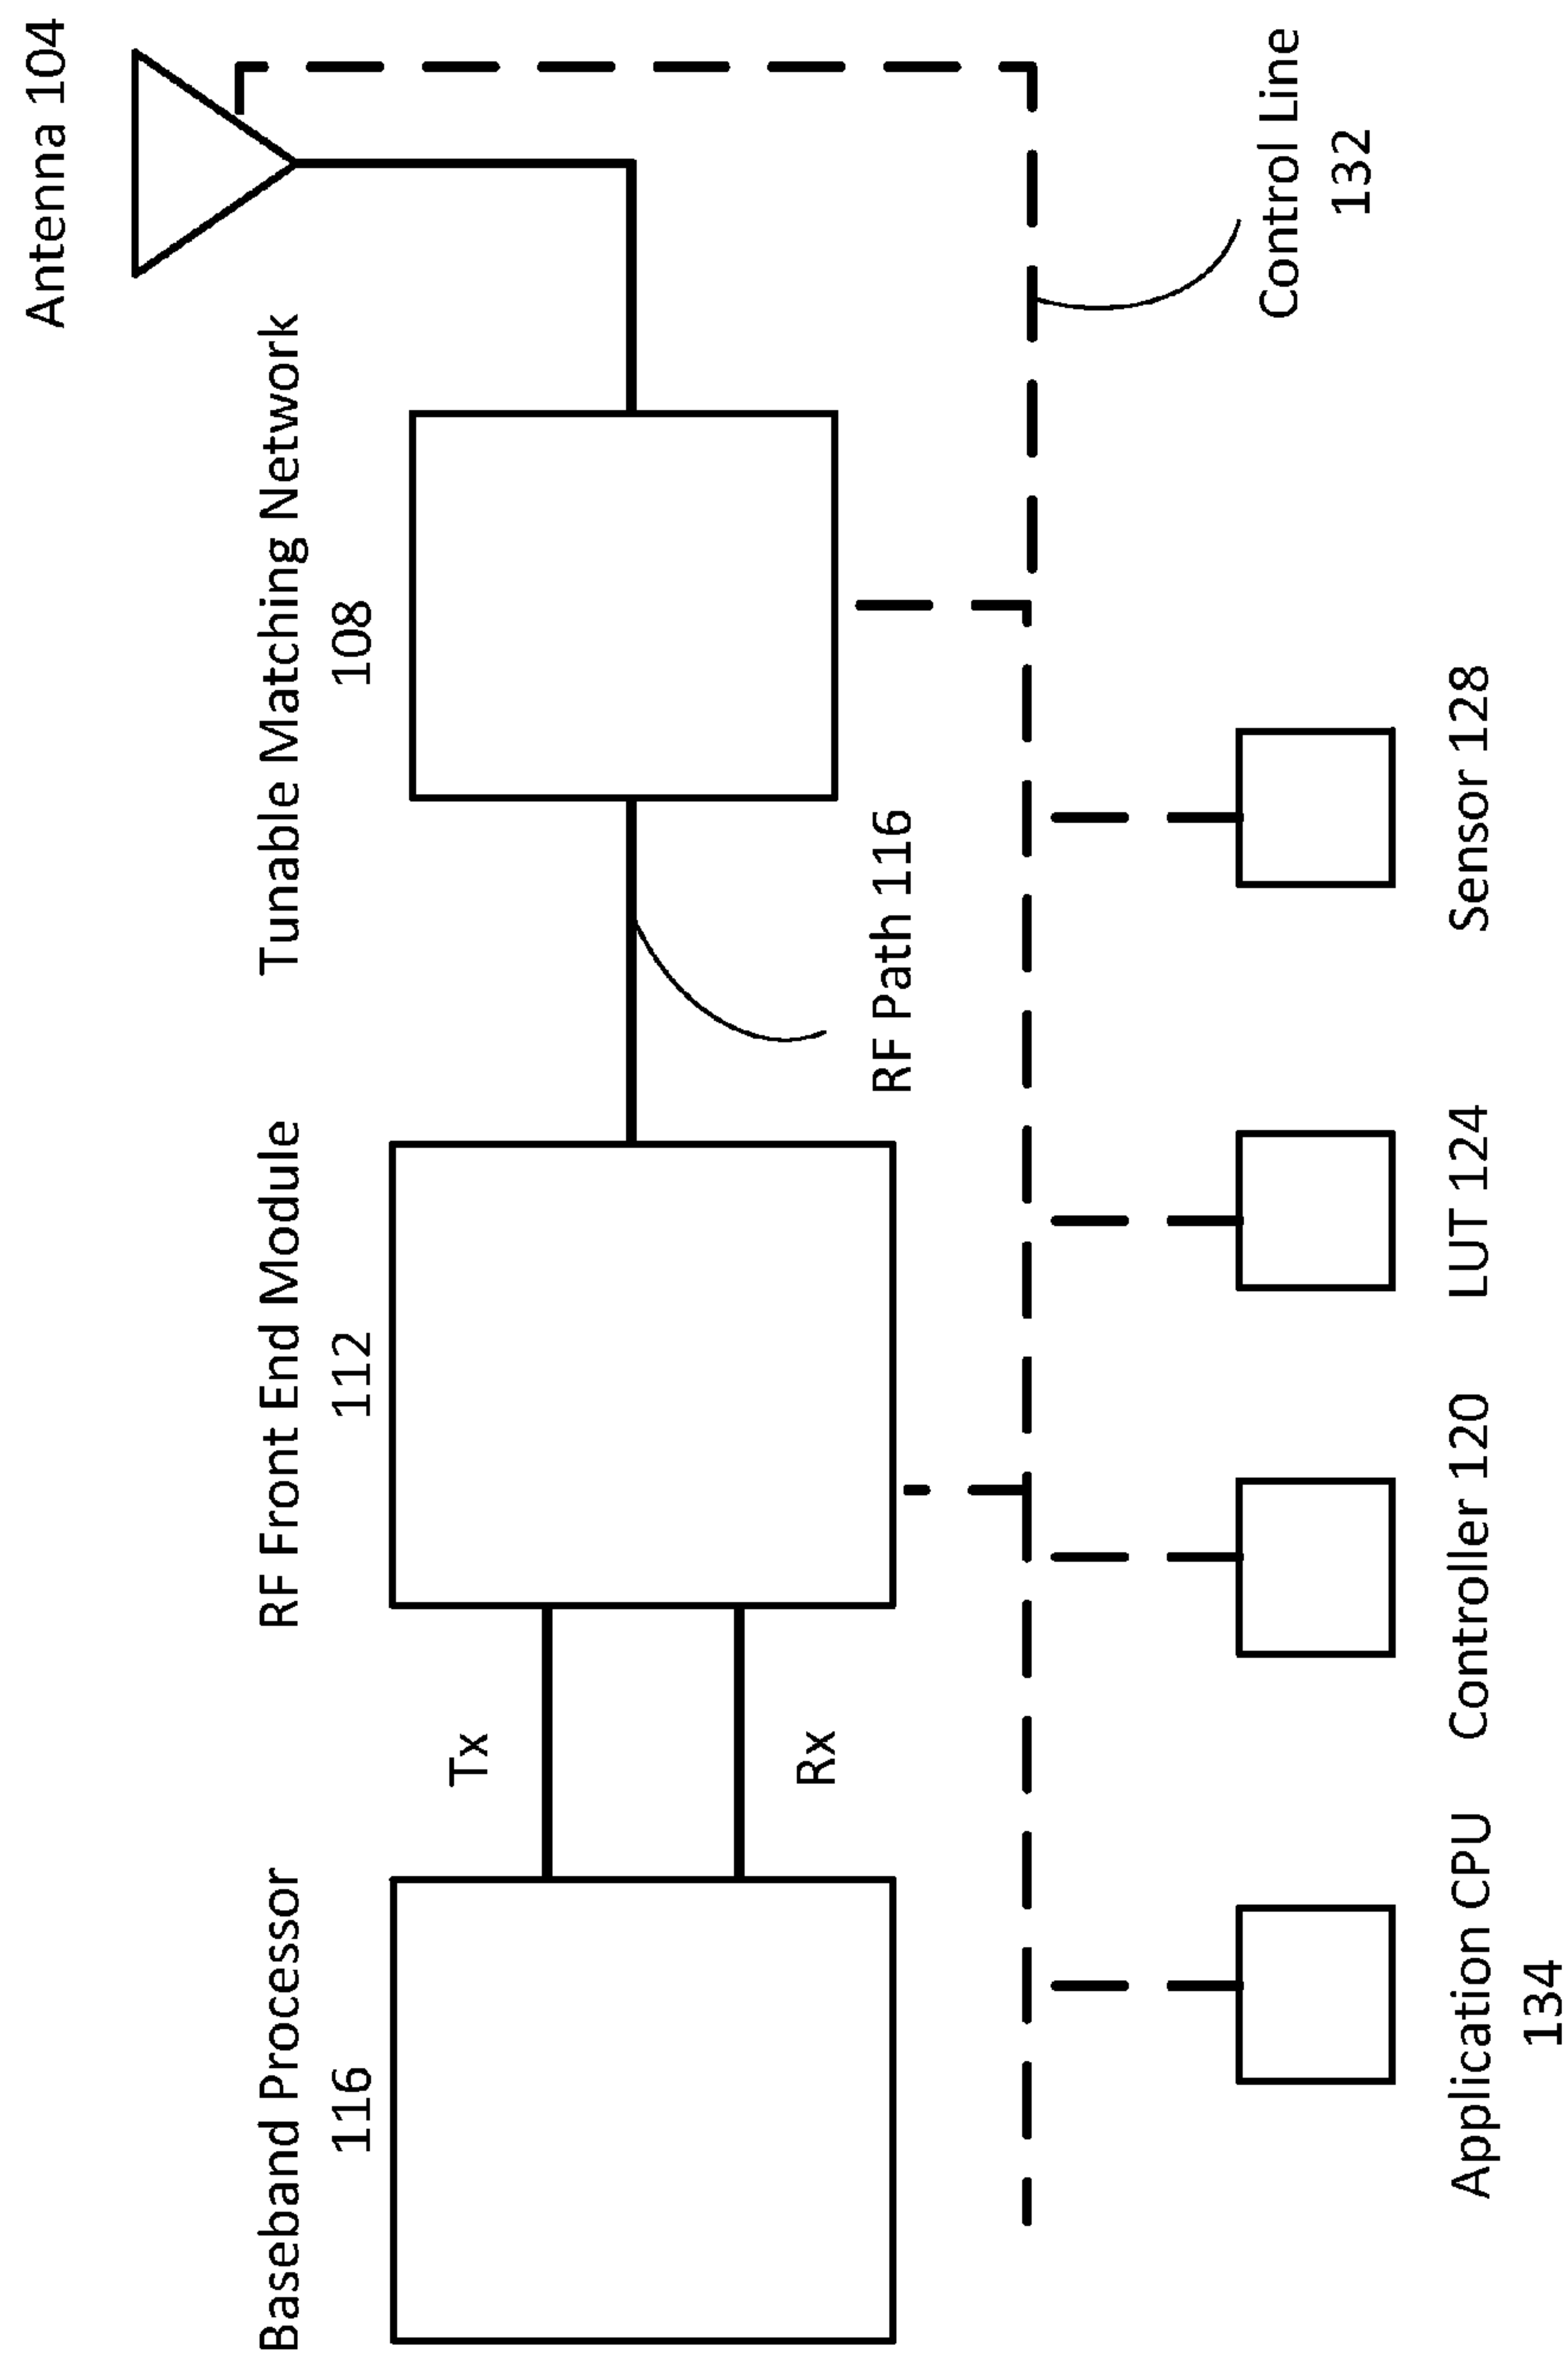 Antenna 104
Tunable Matching Network
108
RF Front End Module
112
Baseband Processor
116
Tx
Rx
RF Path 116
Control Line
132
Application CPU
134
Controller 120
LUT 124
Sensor 128